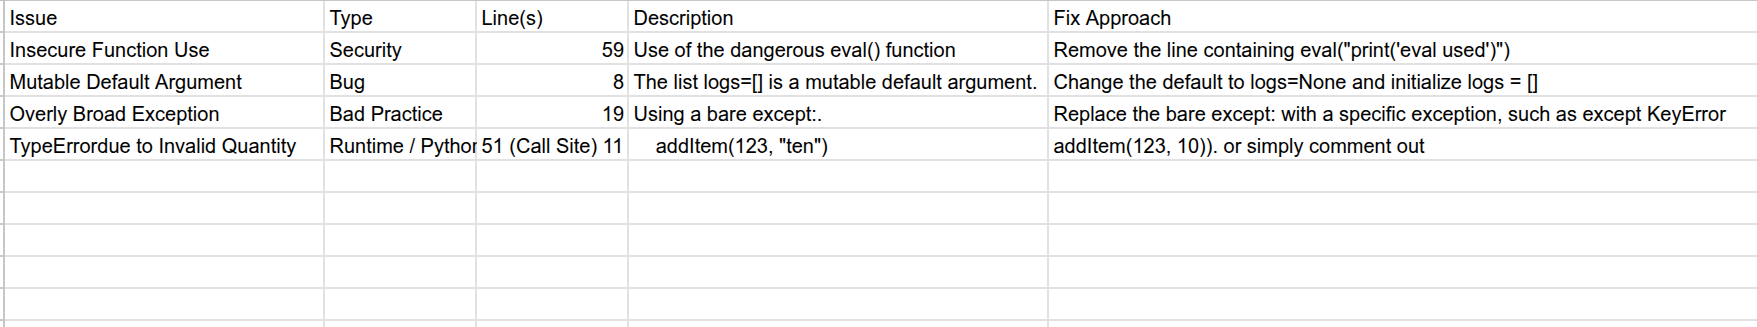 Issue Type Line(s) Description Fix Approach
Insecure Function Use Security 59 Use of the dangerous eval() function Remove the line containing eval("print('eval used')")
Mutable Default Argument Bug 8 The list logs=[] is a mutable default argument. Change the default to logs=None and initialize logs = []
Overly Broad Exception Bad Practice 19 Using a bare except:. Replace the bare except: with a specific exception, such as except KeyError
TypeErrordue to Invalid Quantity Runtime / Pythor 51 (Call Site) 11 addItem(123, "ten") addItem(123, 10)). or simply comment out